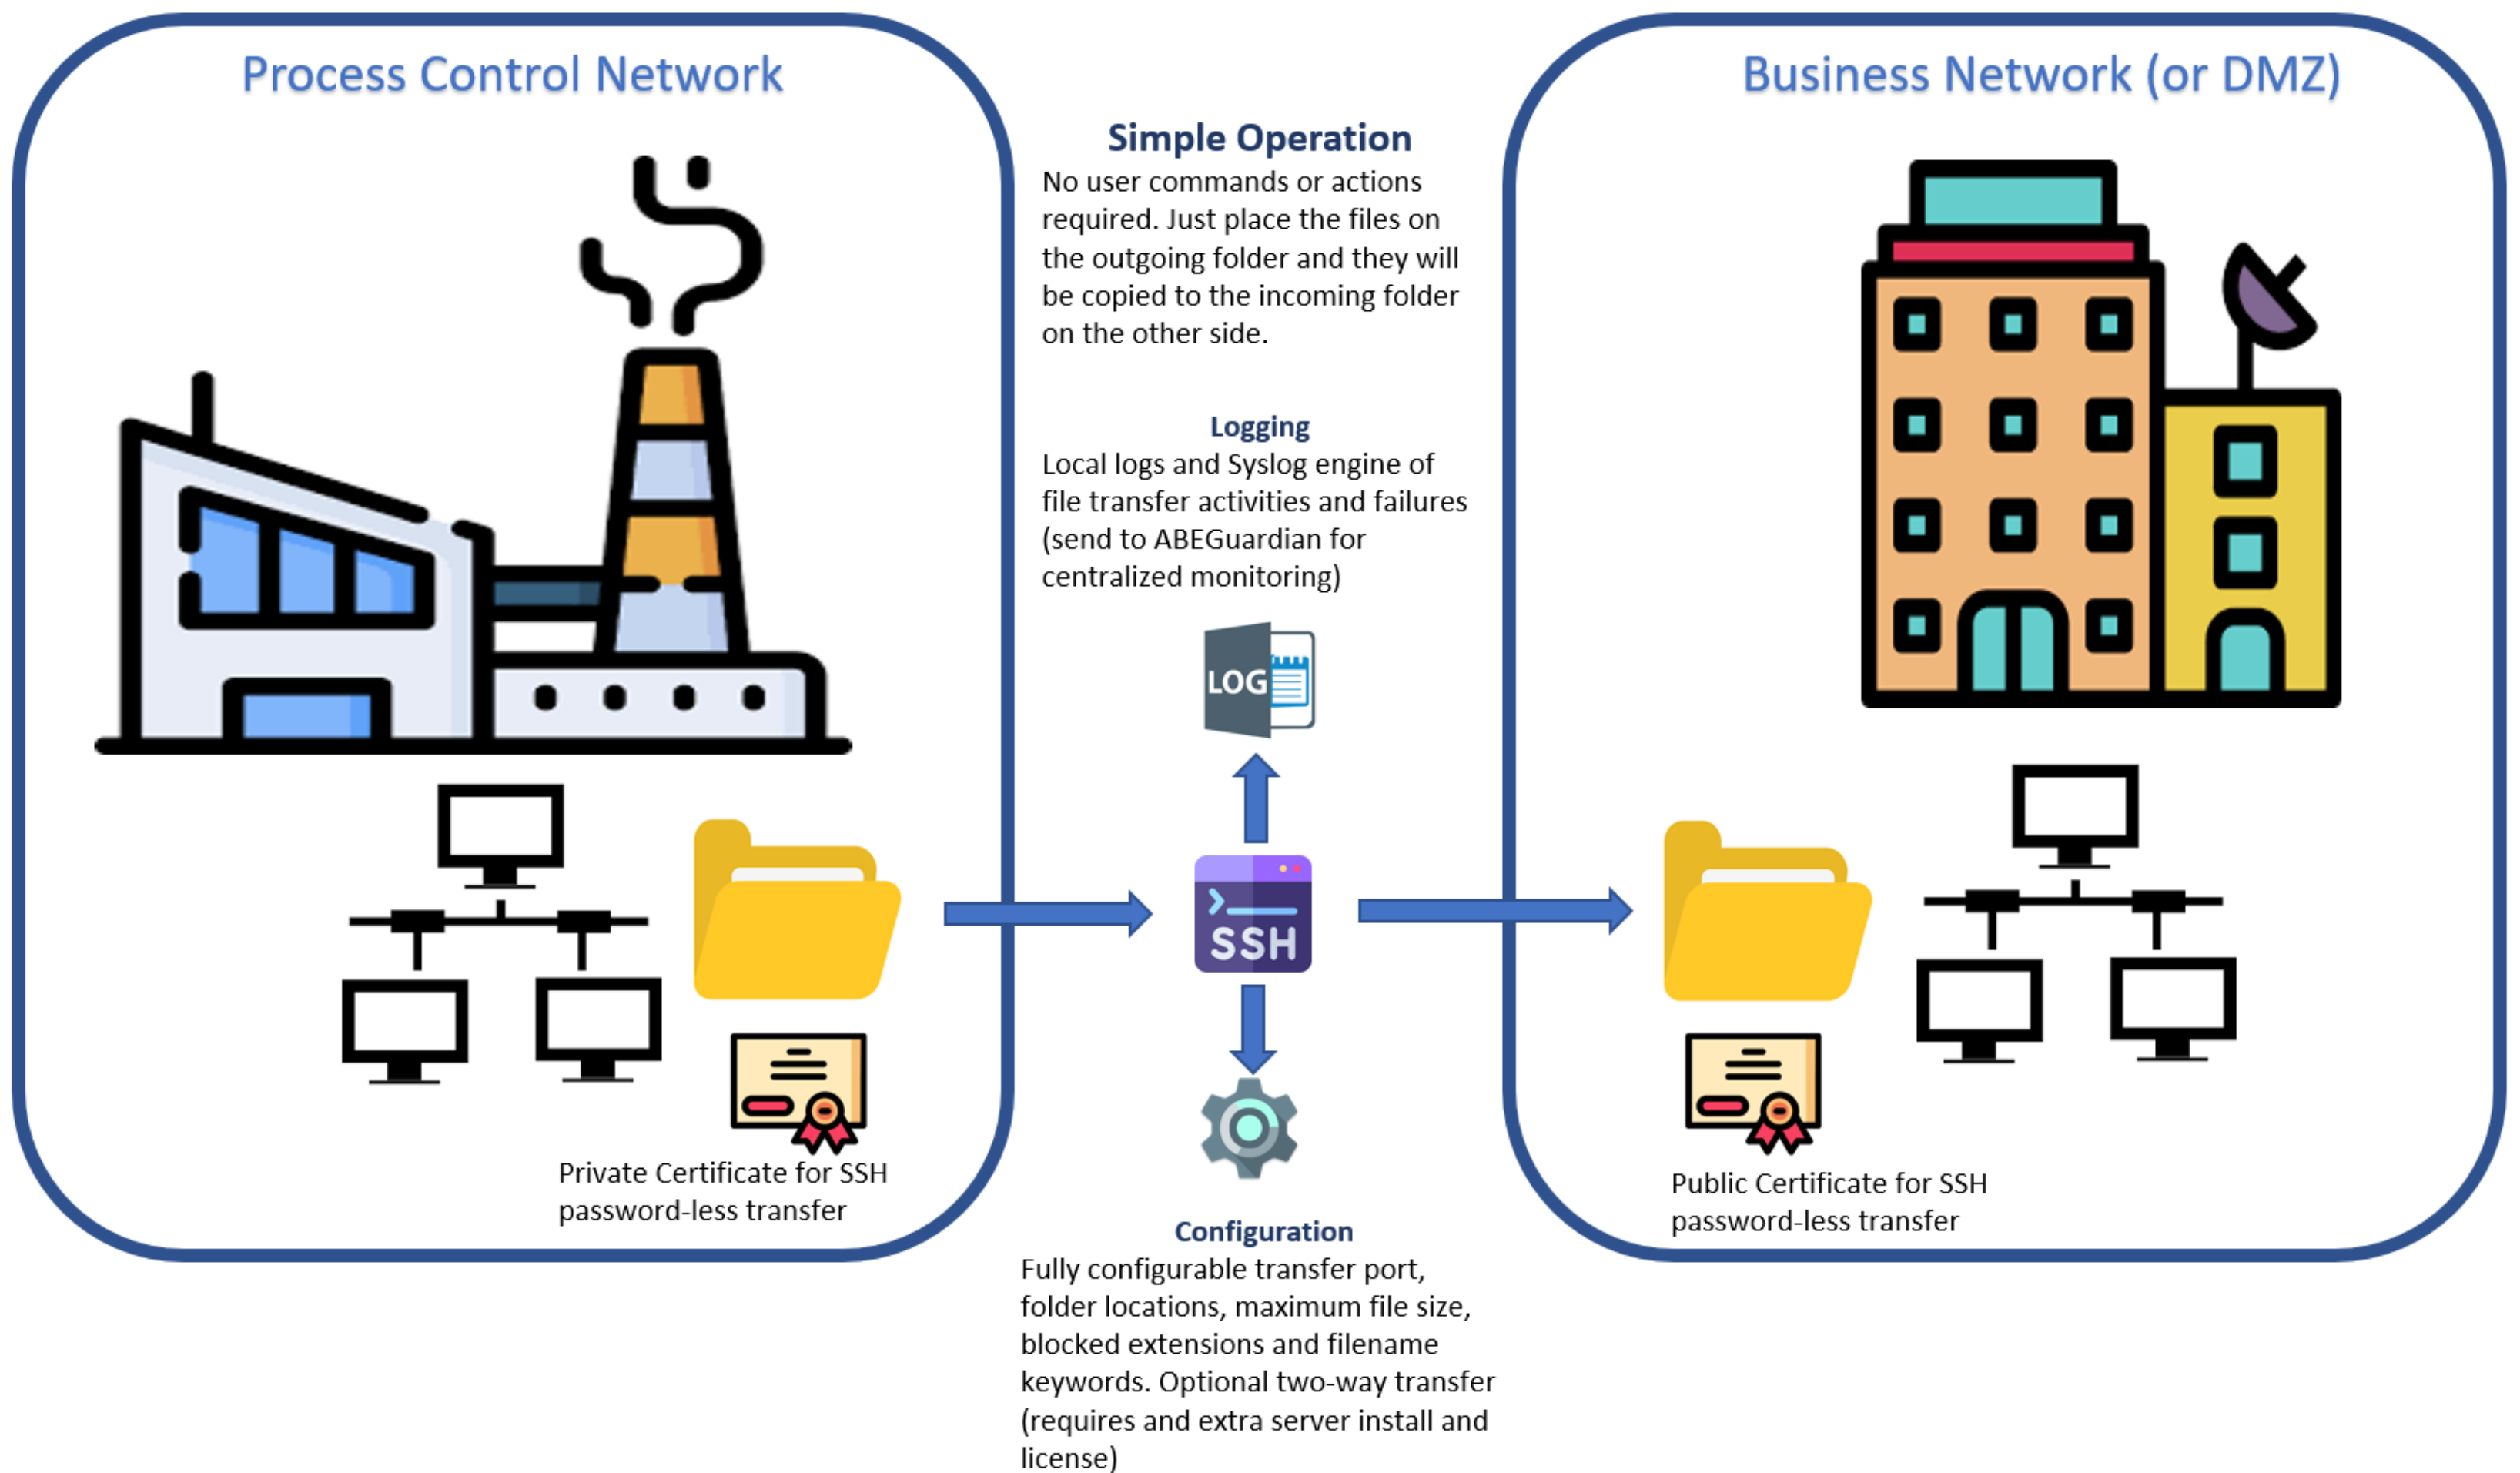 Process Control Network
Business Network (or DMZ)
Simple Operation
No user commands or actions
required. Just place the files on
the outgoing folder and they will
be copied to the incoming folder
on the other side.
Logging
Local logs and Syslog engine of
file transfer activities and failures
(send to ABEGuardian for
centralized monitoring)
LOG
SSH
Private Certificate for SSH
password-less transfer
Public Certificate for SSH
password-less transfer
Configuration
Fully configurable transfer port,
folder locations, maximum file size,
blocked extensions and filename
keywords. Optional two-way transfer
(requires and extra server install and
license)